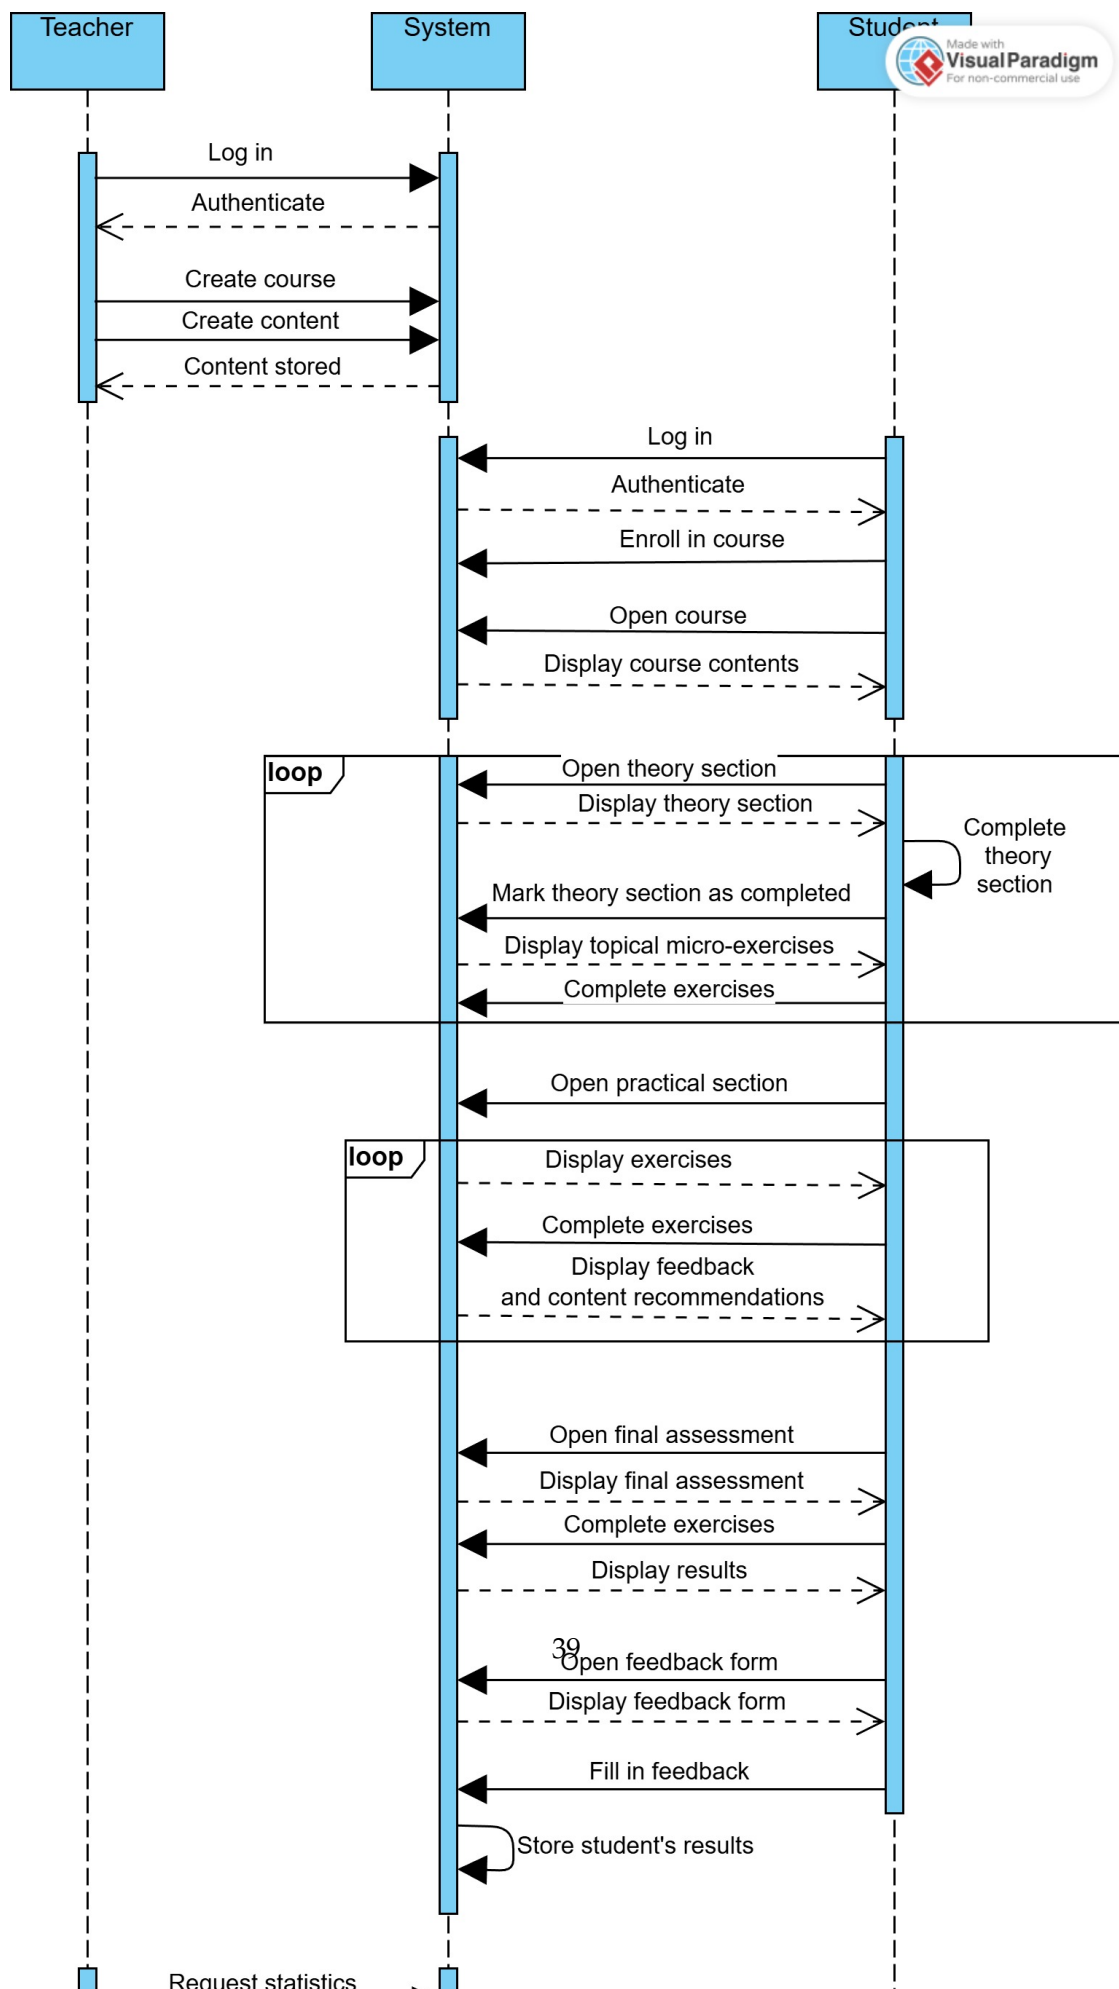 Teacher
System
Student
Made with
VisualParadigm
For non-commercial use
Log in
Authenticate
Create course
Create content
Content stored
Log in
Authenticate
Enroll in course
Open course
Display course contents
loop
Open theory section
Display theory section
Complete
theory
section
Mark theory section as completed
Display topical micro-exercises
Complete exercises
Open practical section
loop
Display exercises
Complete exercises
Display feedback
and content recommendations
Open final assessment
Display final assessment
Complete exercises
Display results
39
Open feedback form
Display feedback form
Fill in feedback
Store student's results
Request statistics